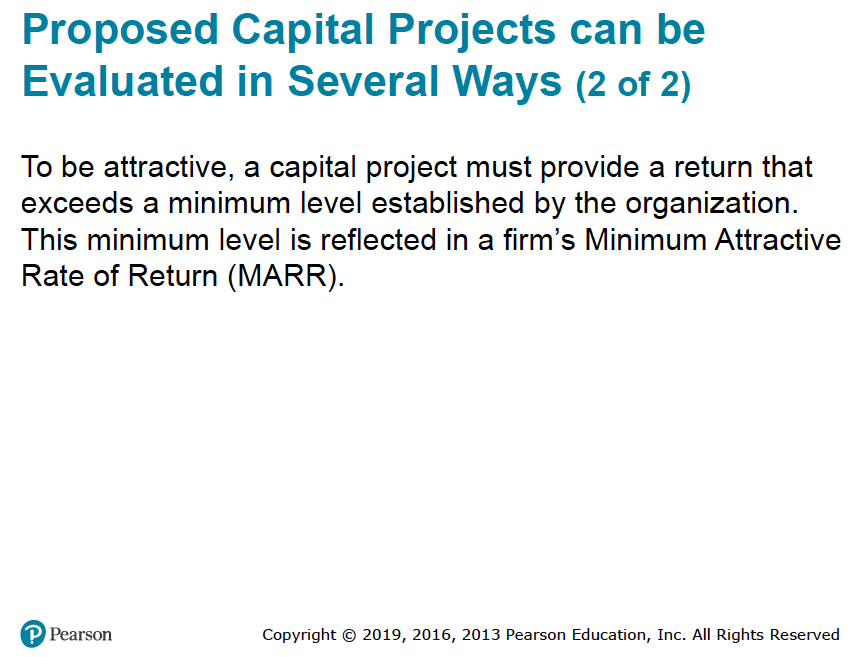 Proposed Capital Projects can be
Evaluated in Several Ways (2 of 2)
To be attractive, a capital project must provide a return that
exceeds a minimum level established by the organization.
This minimum level is reflected in a firm’s Minimum Attractive
Rate of Return (MARR).
Pearson
Copyright © 2019, 2016, 2013 Pearson Education, Inc. All Rights Reserved